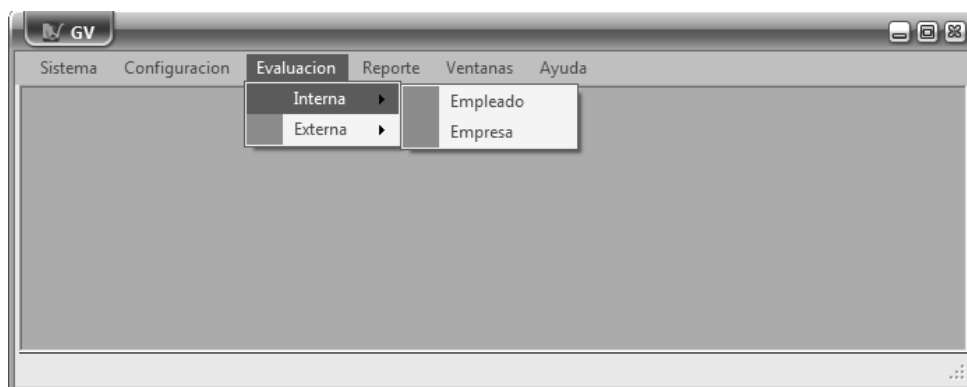 GV
Sistema Configuracion Evaluacion Reporte Ventanas Ayuda
Interna Empleado
Externa Empresa